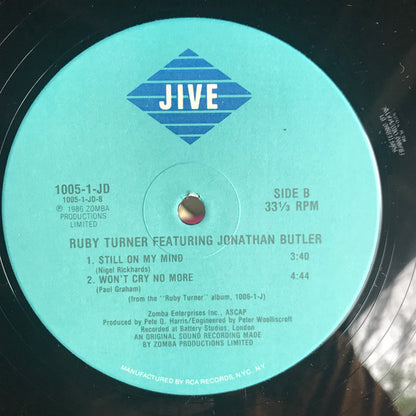 JIVE
1005-1-JD
1005-1-JD-B
℗ 1986 ZOMBA
PRODUCTIONS
LIMITED
SIDE B
33⅓ RPM
RUBY TURNER FEATURING JONATHAN BUTLER
1. STILL ON MY MIND 3:40
(Nigel Rickhards)
2. WON'T CRY NO MORE 4:44
(Paul Graham)
(from the "Ruby Turner" album, 1006-1-J)
Zomba Enterprises Inc., ASCAP
Produced by Pete Q. Harris/Engineered by Peter Woolliscroft
Recorded at Battery Studios, London
AN ORIGINAL SOUND RECORDING MADE
BY ZOMBA PRODUCTIONS LIMITED
MANUFACTURED BY RCA RECORDS, N.Y.C., N.Y.